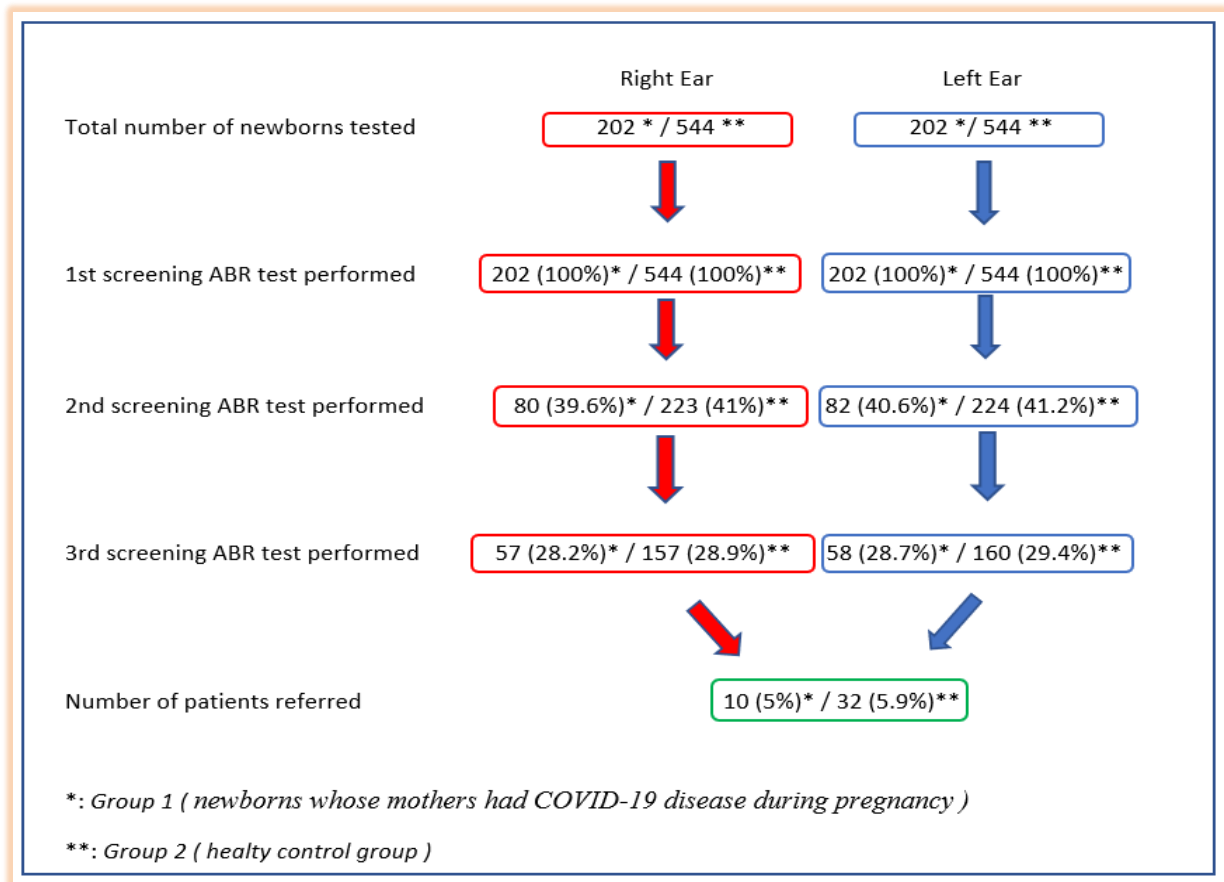 Right Ear Left Ear
Total number of newborns tested 202 * / 544 ** 202 */ 544 **
1st screening ABR test performed 202 (100%)* / 544 (100%)** 202 (100%)* / 544 (100%)**
2nd screening ABR test performed 80 (39.6%)* / 223 (41%)** 82 (40.6%)* / 224 (41.2%)**
3rd screening ABR test performed 57 (28.2%)* / 157 (28.9%)** 58 (28.7%)* / 160 (29.4%)**
Number of patients referred 10 (5%)* / 32 (5.9%)**
*: Group 1 ( newborns whose mothers had COVID-19 disease during pregnancy )
**: Group 2 ( healty control group )